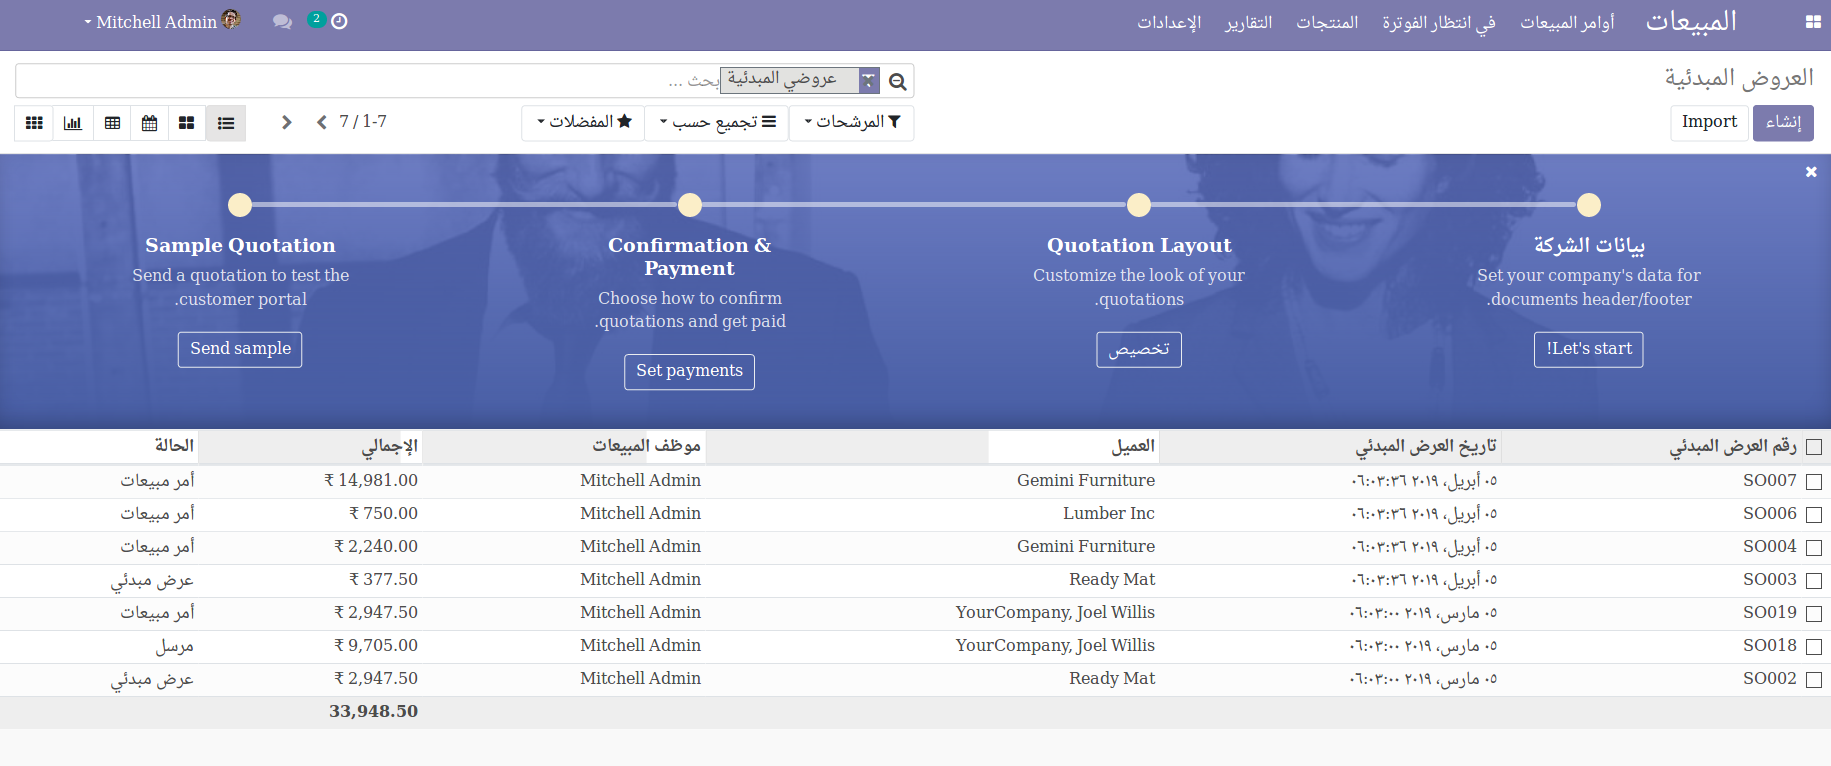 المبيعات أوامر المبيعات في انتظار الفوترة المنتجات التقارير الإعدادات 2 Mitchell Admin
العروض المبدئية
عروضي المبدئية بحث ...
إنشاء Import
المرشحات تجميع حسب المفضلات 7 / 1-7
بيانات الشركة
Set your company's data for
.documents header/footer
!Let's start
Quotation Layout
Customize the look of your
.quotations
تخصيص
Confirmation &
Payment
Choose how to confirm
.quotations and get paid
Set payments
Sample Quotation
Send a quotation to test the
.customer portal
Send sample
رقم العرض المبدئي تاريخ العرض المبدئي العميل موظف المبيعات الإجمالي الحالة
SO007 ٠٥ أبريل، ٢٠١٩ ٠٦:٠٣:٣٦ Gemini Furniture Mitchell Admin ₹ 14,981.00 أمر مبيعات
SO006 ٠٥ أبريل، ٢٠١٩ ٠٦:٠٣:٣٦ Lumber Inc Mitchell Admin ₹ 750.00 أمر مبيعات
SO004 ٠٥ أبريل، ٢٠١٩ ٠٦:٠٣:٣٦ Gemini Furniture Mitchell Admin ₹ 2,240.00 أمر مبيعات
SO003 ٠٥ أبريل، ٢٠١٩ ٠٦:٠٣:٣٦ Ready Mat Mitchell Admin ₹ 377.50 عرض مبدئي
SO019 ٠٥ مارس، ٢٠١٩ ٠٦:٠٣:٠٠ YourCompany, Joel Willis Mitchell Admin ₹ 2,947.50 أمر مبيعات
SO018 ٠٥ مارس، ٢٠١٩ ٠٦:٠٣:٠٠ YourCompany, Joel Willis Mitchell Admin ₹ 9,705.00 مرسل
SO002 ٠٥ مارس، ٢٠١٩ ٠٦:٠٣:٠٠ Ready Mat Mitchell Admin ₹ 2,947.50 عرض مبدئي
33,948.50